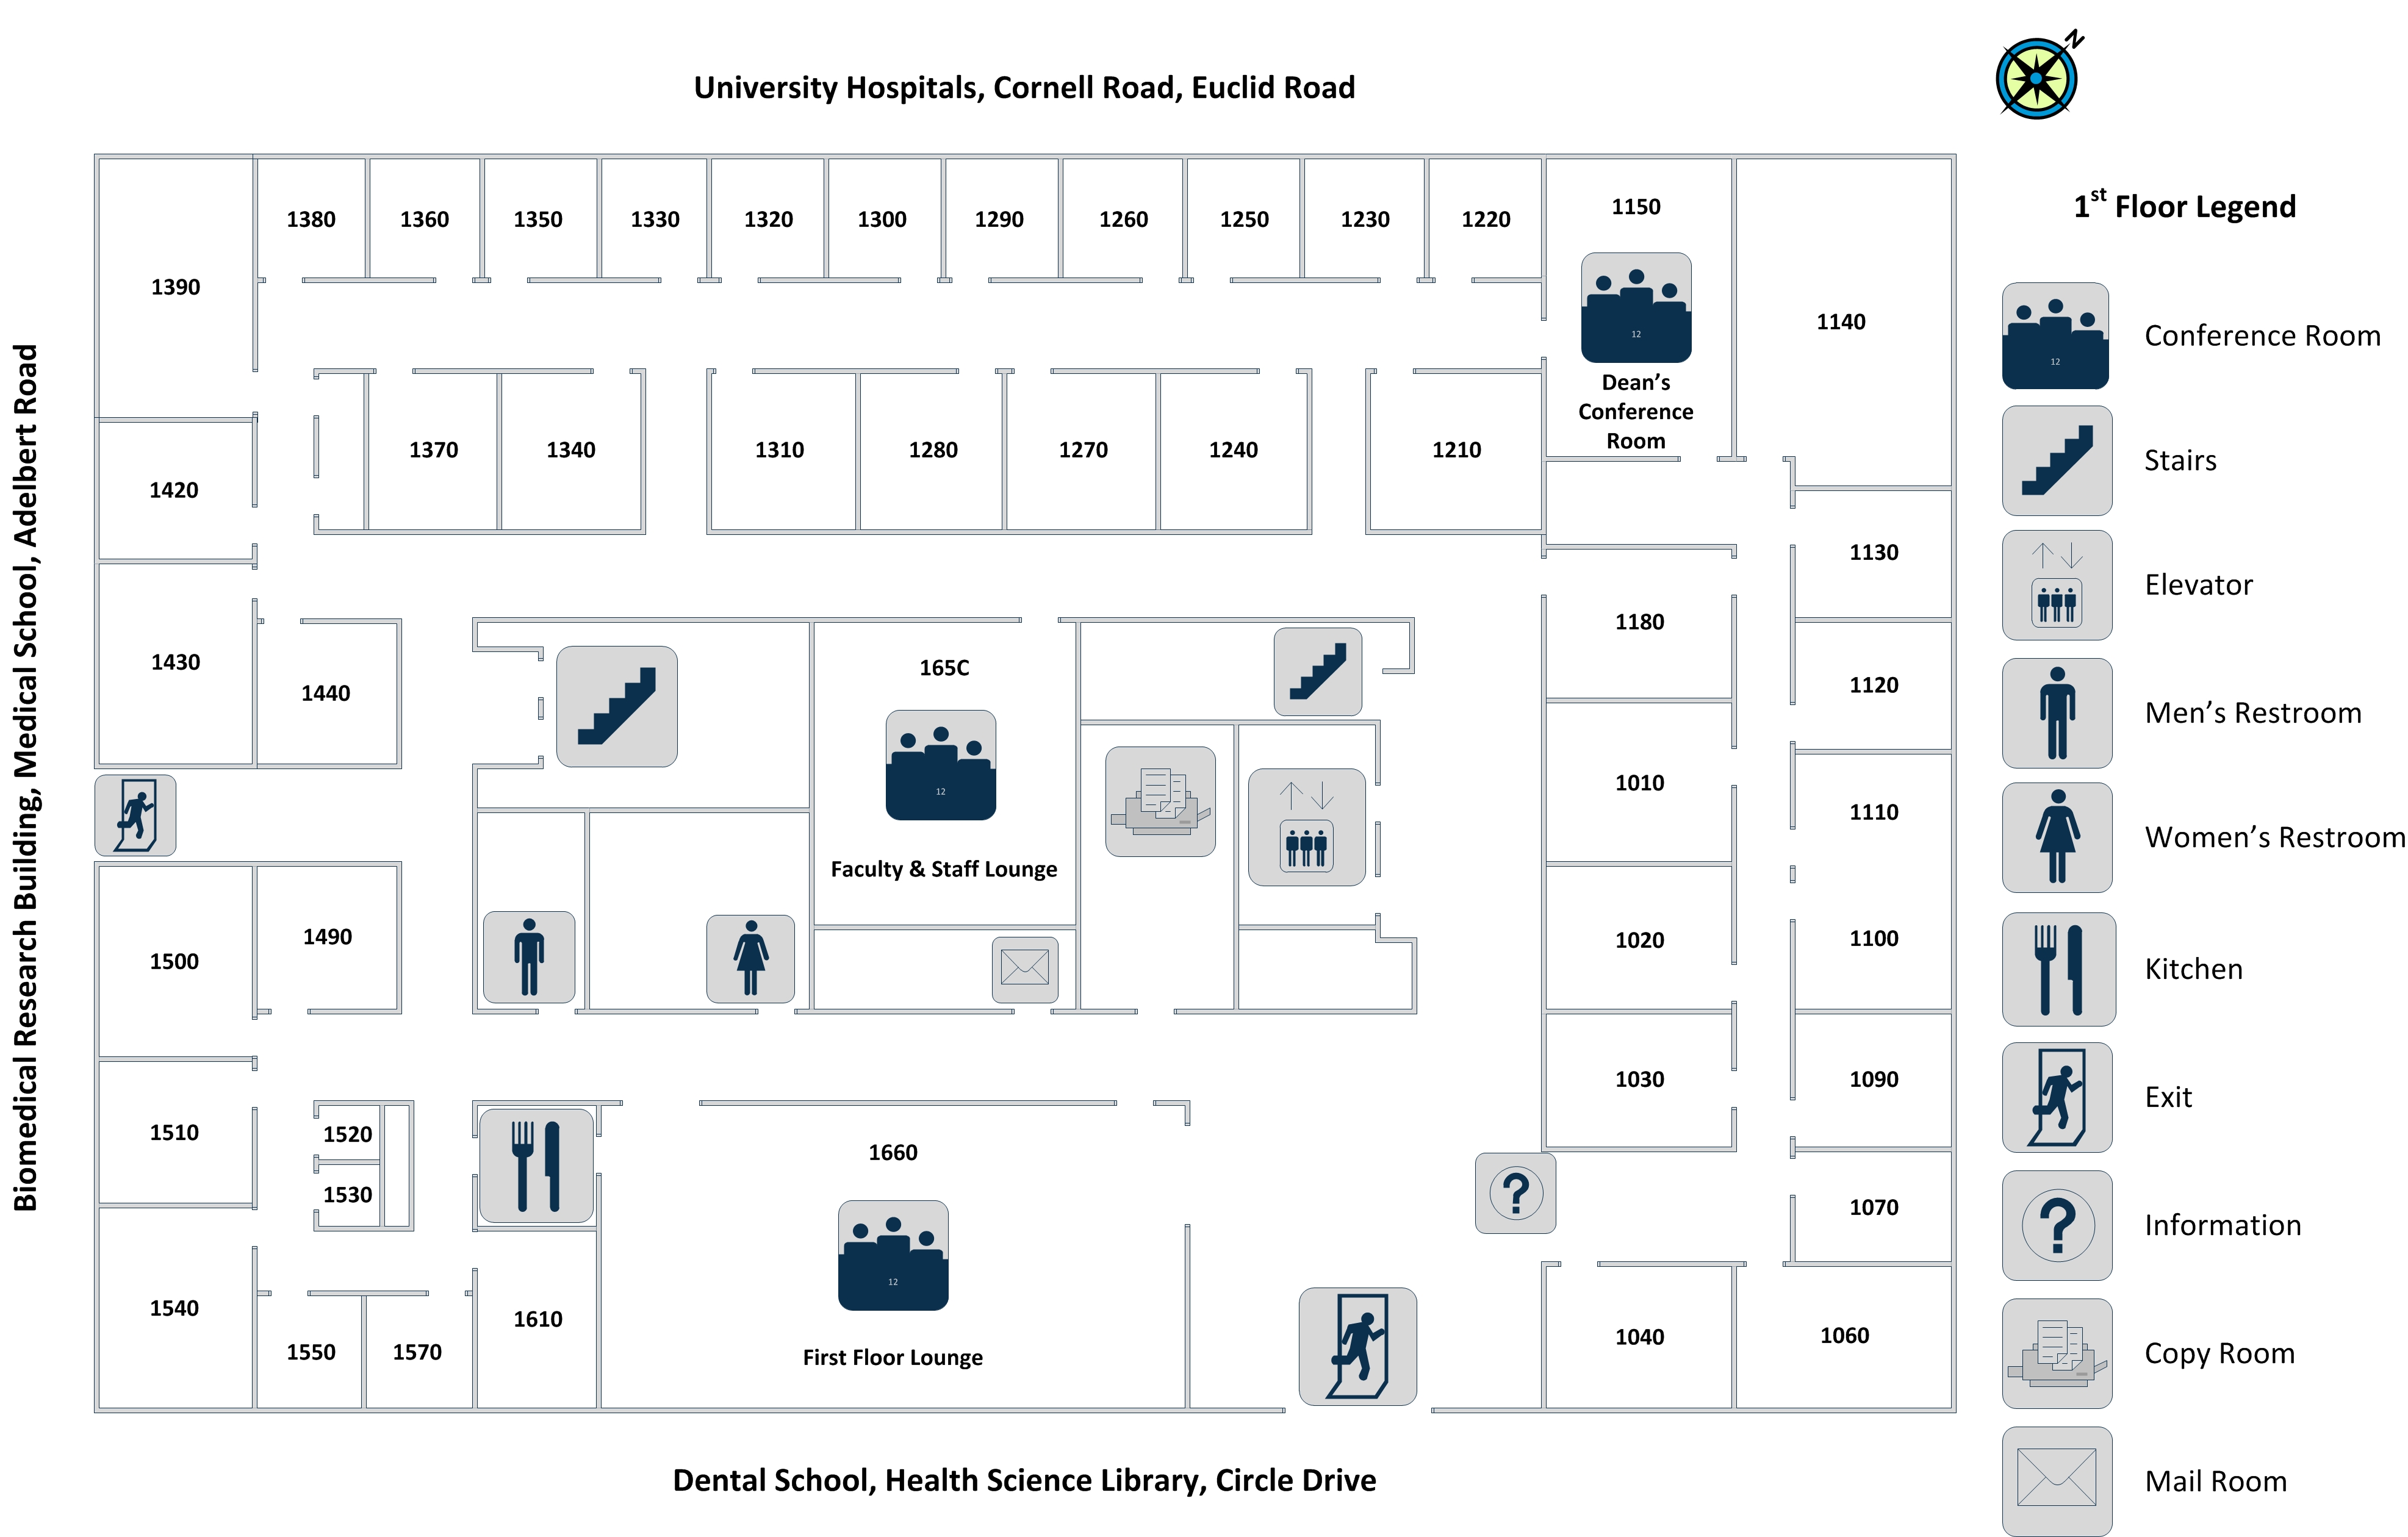 N
University Hospitals, Cornell Road, Euclid Road
1st Floor Legend
Biomedical Research Building, Medical School, Adelbert Road
1380 1360 1350 1330 1320 1300 1290 1260 1250 1230 1220
1150
12
Dean’s
Conference
Room
1140
1390
1370 1340 1310 1280 1270 1240 1210
1420
1130
1430
1440
165C
12
Faculty & Staff Lounge
1180
1120
1010
1110
1500
1490
1020
1100
1030
1090
1510
1520
1530
1660
12
First Floor Lounge
1070
1540
1550
1570
1610
1040
1060
Dental School, Health Science Library, Circle Drive
12
Conference Room
Stairs
Elevator
Men’s Restroom
Women’s Restroom
Kitchen
Exit
?
?
Information
Copy Room
Mail Room